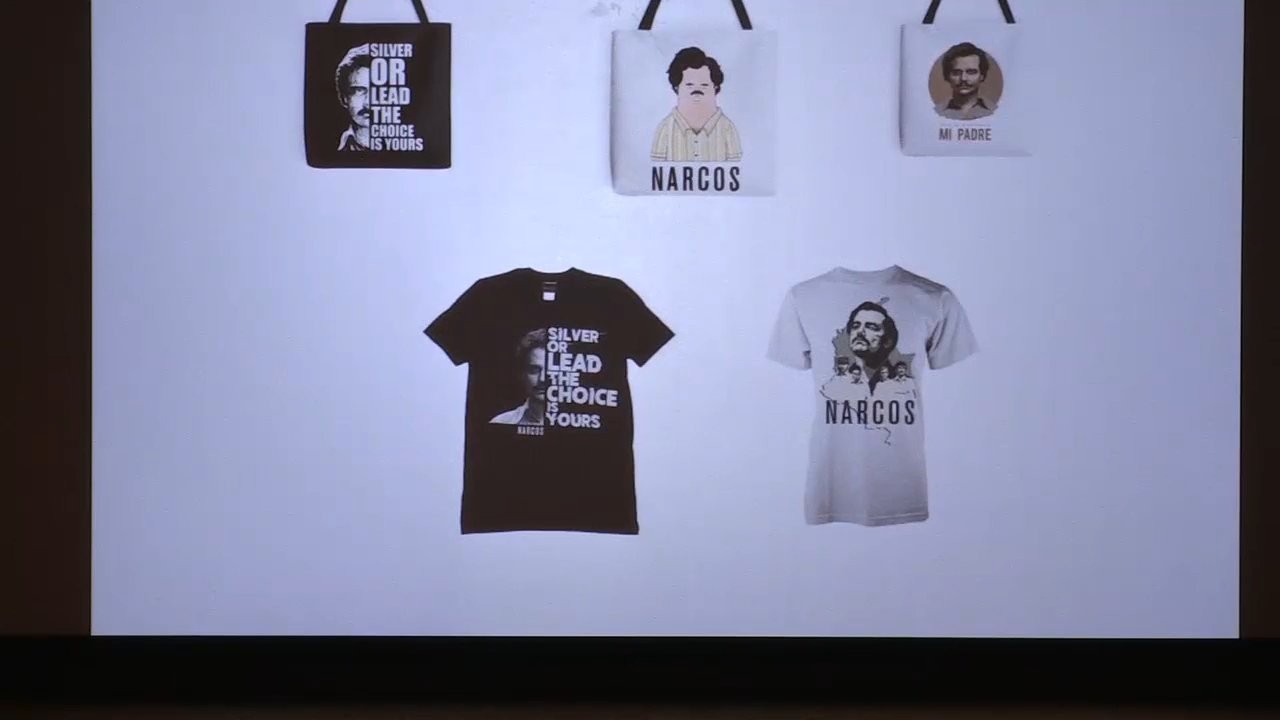 SILVER
OR
LEAD
THE
CHOICE
IS YOURS
NARCOS
MI PADRE
SILVER
OR
LEAD
THE
CHOICE
IS
YOURS
NARCOS
NARCOS